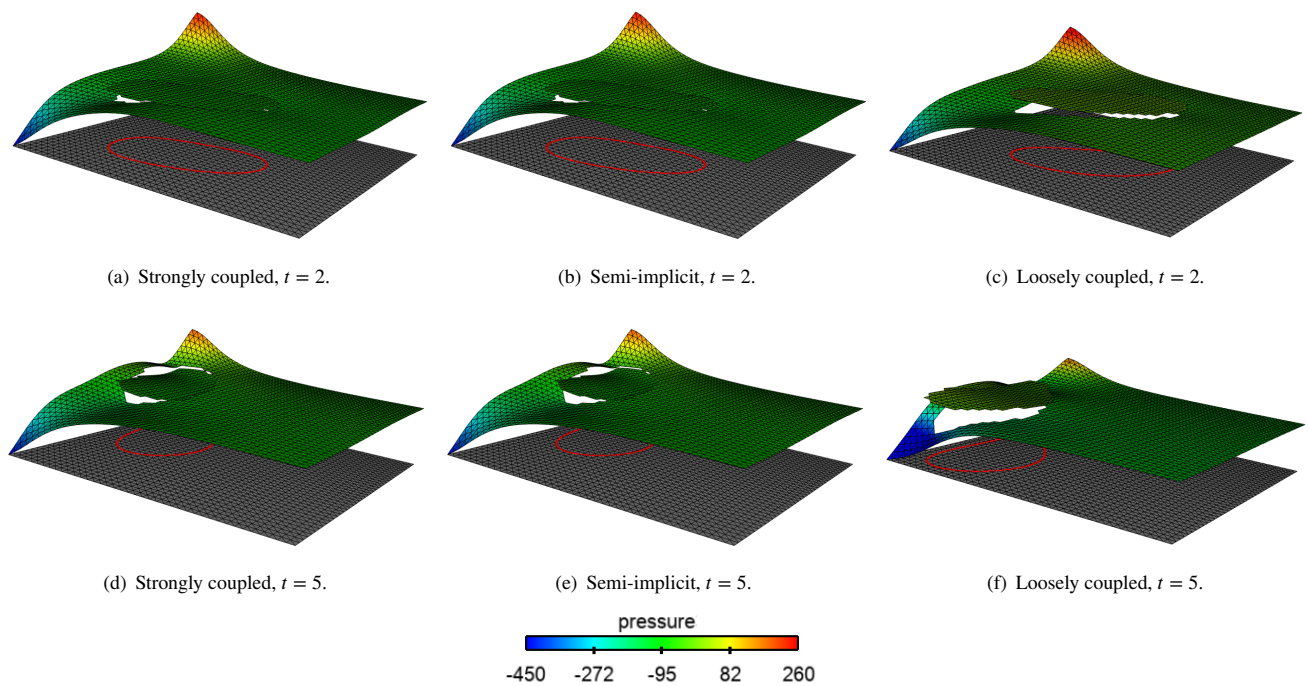 (a) Strongly coupled, t = 2.
(b) Semi-implicit, t = 2.
(c) Loosely coupled, t = 2.
(d) Strongly coupled, t = 5.
(e) Semi-implicit, t = 5.
(f) Loosely coupled, t = 5.
pressure
-450 -272 -95 82 260